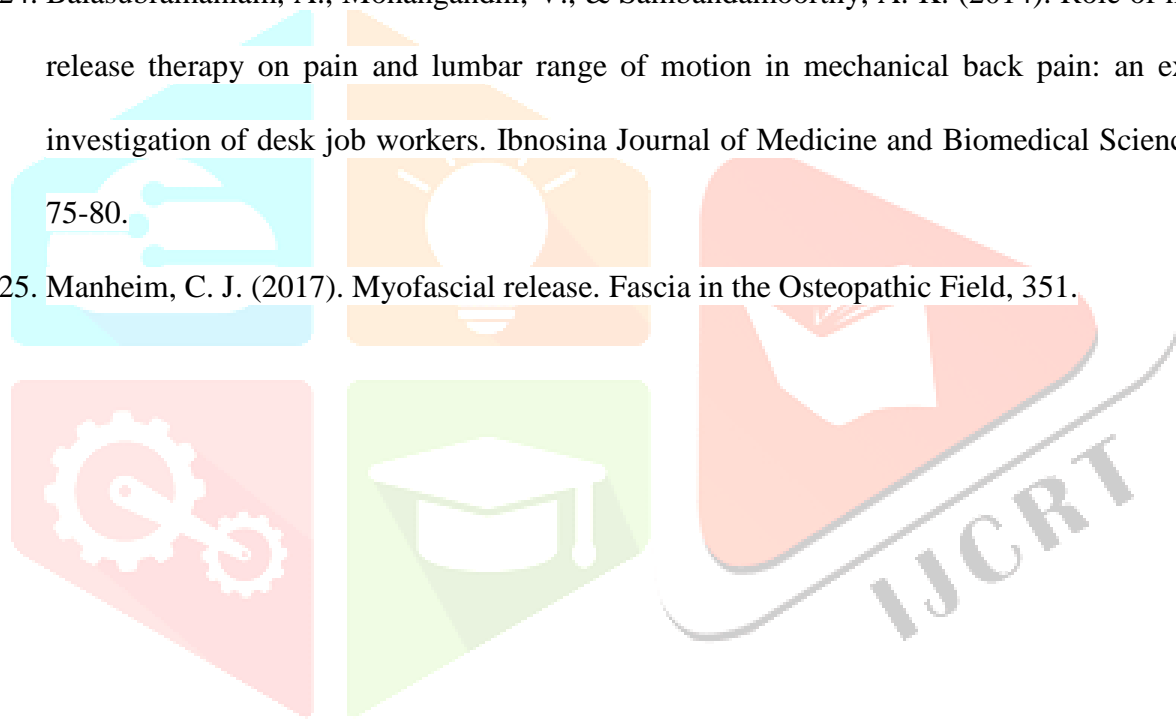 release therapy on pain and lumbar range of motion in mechanical back pain: an
investigation of desk job workers. Ibnosina Journal of Medicine and Biomedical
75-80.
25. Manheim, C. J. (2017). Myofascial release. Fascia in the Osteopathic Field, 351.
IJCRT